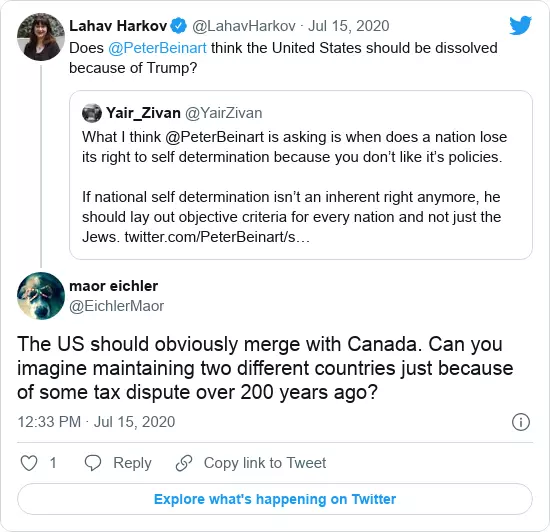 Lahav Harkov @LahavHarkov · Jul 15, 2020
Does @PeterBeinart think the United States should be dissolved
because of Trump?
Yair_Zivan @YairZivan
What I think @PeterBeinart is asking is when does a nation lose
its right to self determination because you don’t like it’s policies.
If national self determination isn’t an inherent right anymore, he
should lay out objective criteria for every nation and not just the
Jews. twitter.com/PeterBeinart/s…
maor eichler
@EichlerMaor
The US should obviously merge with Canada. Can you
imagine maintaining two different countries just because
of some tax dispute over 200 years ago?
12:33 PM · Jul 15, 2020
1 Reply Copy link to Tweet
Explore what's happening on Twitter